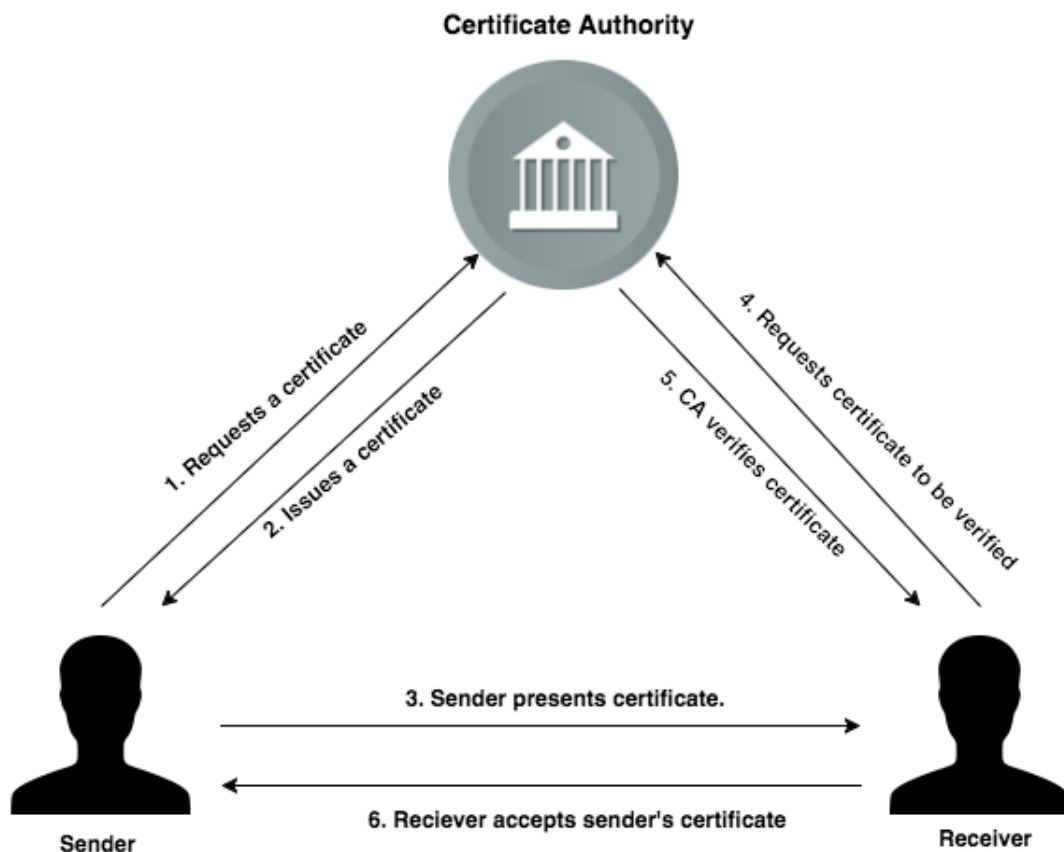 Certificate Authority
1. Requests a certificate
2. Issues a certificate
4. Requests certificate to be verified
5. CA verifies certificate
3. Sender presents certificate.
6. Reciever accepts sender's certificate
Sender
Receiver